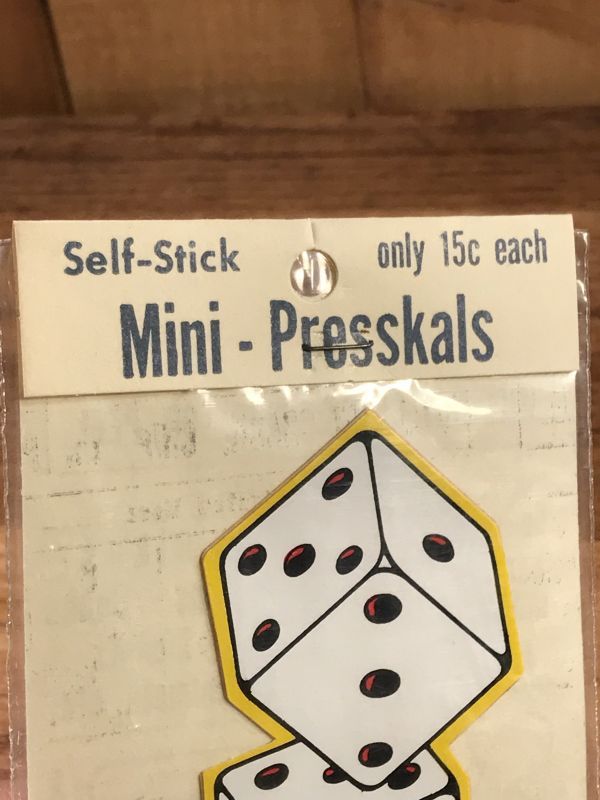 Self-Stick only 15c each
Mini - Presskals